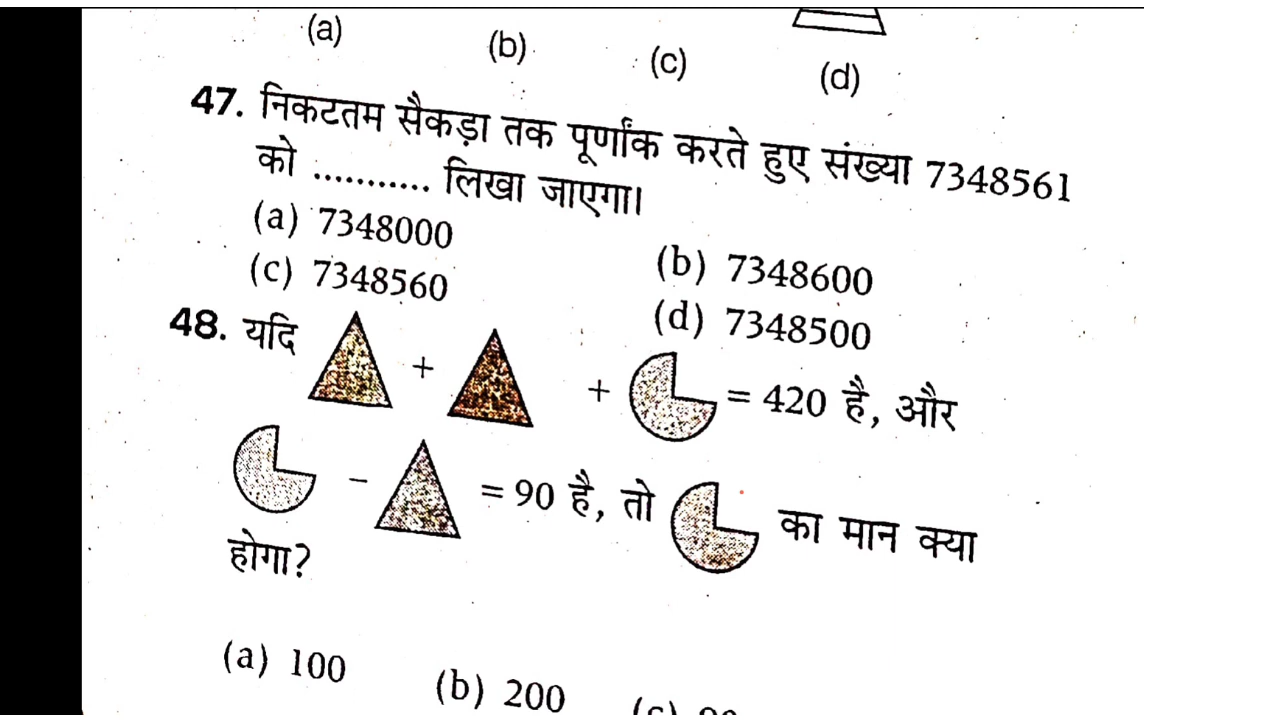 (a) (b) (c) (d)
47. निकटतम सैकड़ा तक पूर्णांक करते हुए संख्या 7348561
को ........... लिखा जाएगा।
(a) 7348000 (b) 7348600
(c) 7348560 (d) 7348500
48. यदि + + = 420 है, और
- = 90 है, तो का मान क्या
होगा?
(a) 100 (b) 200